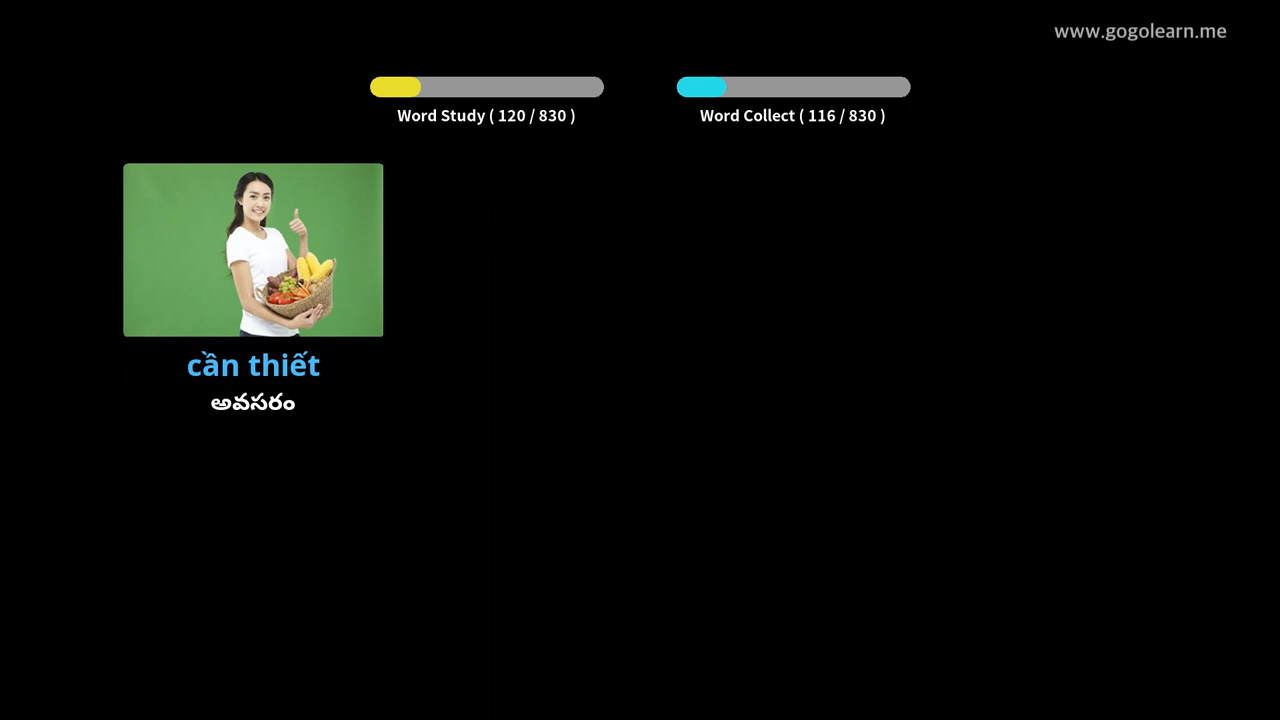 www.gogolearn.me
Word Study ( 120 / 830 )
Word Collect ( 116 / 830 )
cần thiết
అవసరం